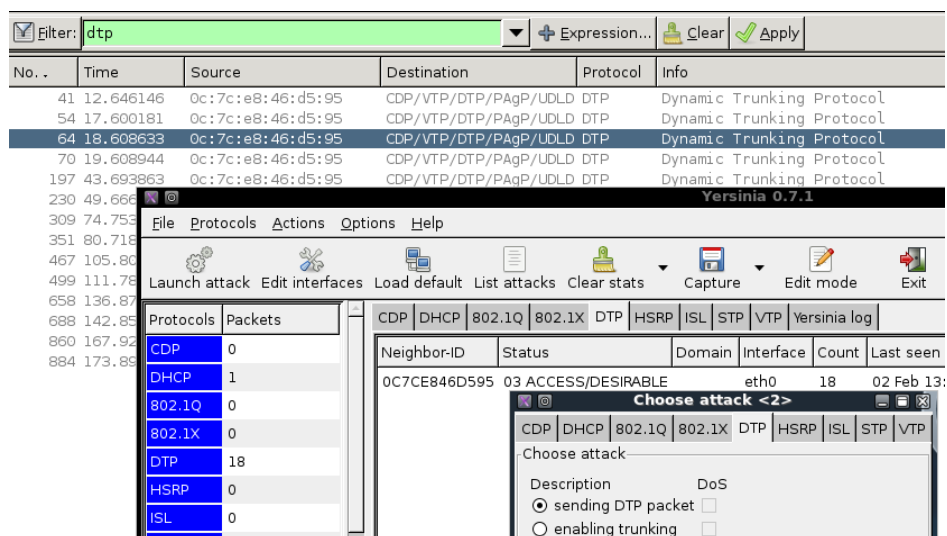 Filter: dtp Expression... Clear Apply
No. . Time Source Destination Protocol Info
41 12.646146 0c:7c:e8:46:d5:95 CDP/VTP/DTP/PAgP/UDLD DTP Dynamic Trunking Protocol
54 17.600181 0c:7c:e8:46:d5:95 CDP/VTP/DTP/PAgP/UDLD DTP Dynamic Trunking Protocol
64 18.608633 0c:7c:e8:46:d5:95 CDP/VTP/DTP/PAgP/UDLD DTP Dynamic Trunking Protocol
70 19.608944 0c:7c:e8:46:d5:95 CDP/VTP/DTP/PAgP/UDLD DTP Dynamic Trunking Protocol
197 43.693863 0c:7c:e8:46:d5:95 CDP/VTP/DTP/PAgP/UDLD DTP Dynamic Trunking Protocol
230 49.666
309 74.753
351 80.718
467 105.80
499 111.78
658 136.87
688 142.85
860 167.92
884 173.89
Yersinia 0.7.1
File Protocols Actions Options Help
Launch attack Edit interfaces Load default List attacks Clear stats Capture Edit mode Exit
Protocols Packets
CDP 0
DHCP 1
802.1Q 0
802.1X 0
DTP 18
HSRP 0
ISL 0
CDP DHCP 802.1Q 802.1X DTP HSRP ISL STP VTP Yersinia log
Neighbor-ID Status Domain Interface Count Last seen
0C7CE846D595 03 ACCESS/DESIRABLE eth0 18 02 Feb 13:
Choose attack <2>
CDP DHCP 802.1Q 802.1X DTP HSRP ISL STP VTP
Choose attack
Description DoS
sending DTP packet
enabling trunking